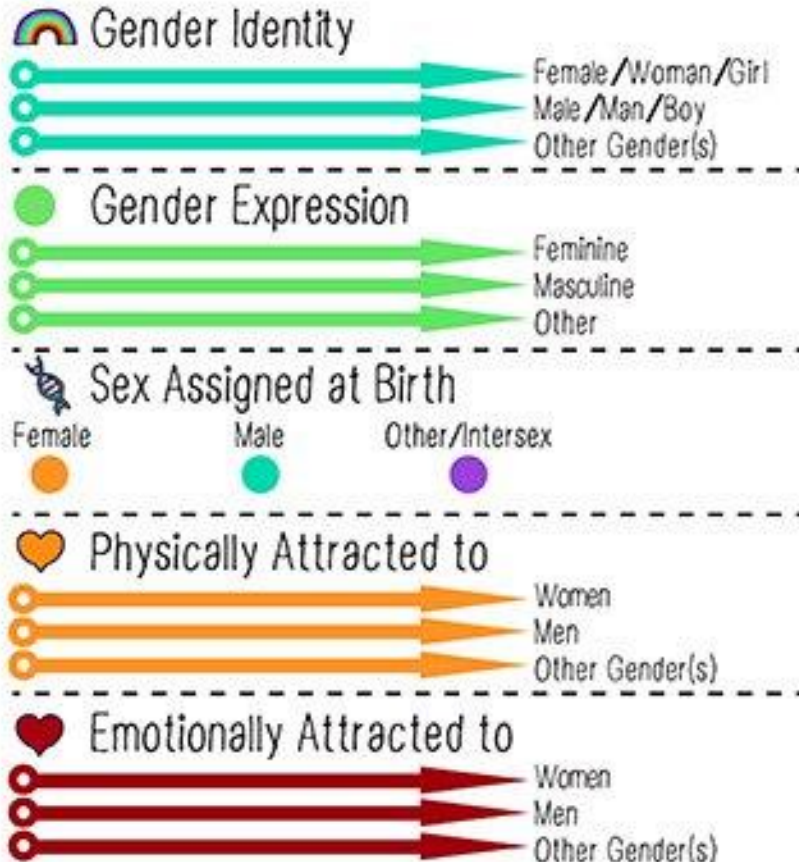 Gender Identity
Female/Woman/Girl
Male/Man/Boy
Other Gender(s)
Gender Expression
Feminine
Masculine
Other
Sex Assigned at Birth
Female Male Other/Intersex
Physically Attracted to
Women
Men
Other Gender(s)
Emotionally Attracted to
Women
Men
Other Gender(s)